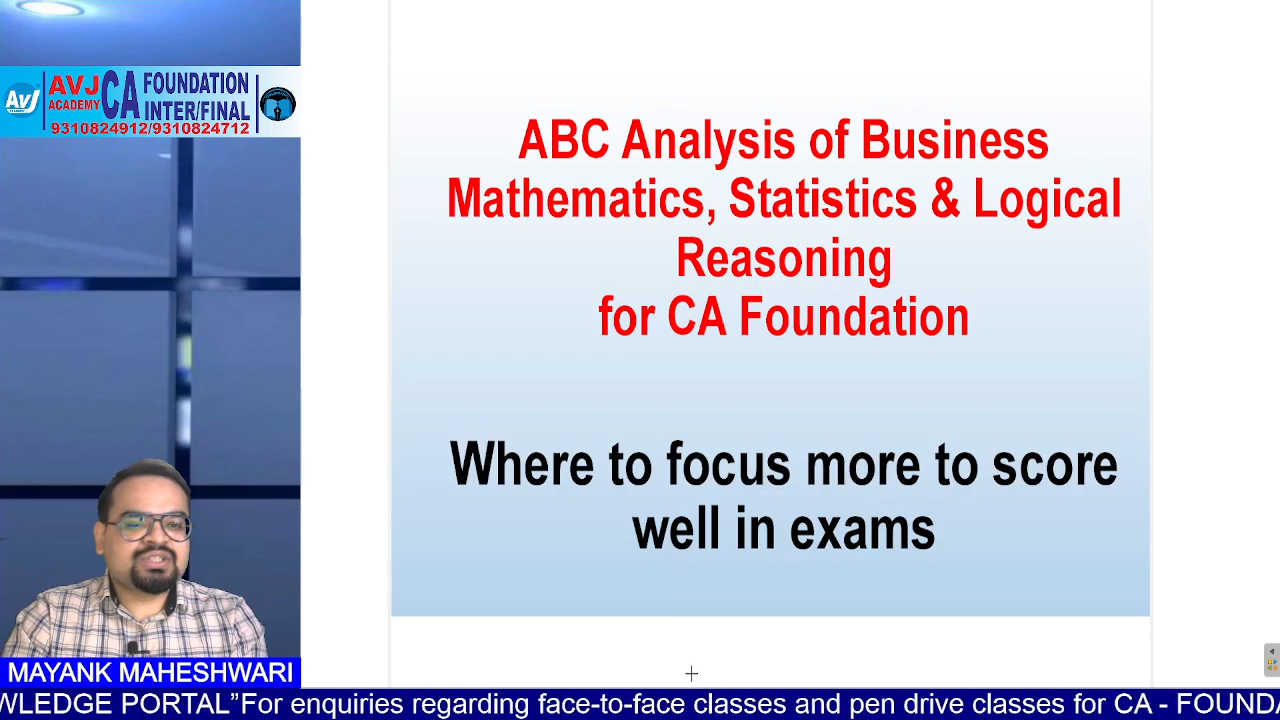 AVJ
AVJ
ACADEMY
CA
FOUNDATION
INTER/FINAL
9310824912/9310824712
ABC Analysis of Business
Mathematics, Statistics & Logical
Reasoning
for CA Foundation
Where to focus more to score
well in exams
MAYANK MAHESHWARI
WLEDGE PORTAL”For enquiries regarding face-to-face classes and pen drive classes for CA - FOUNDA